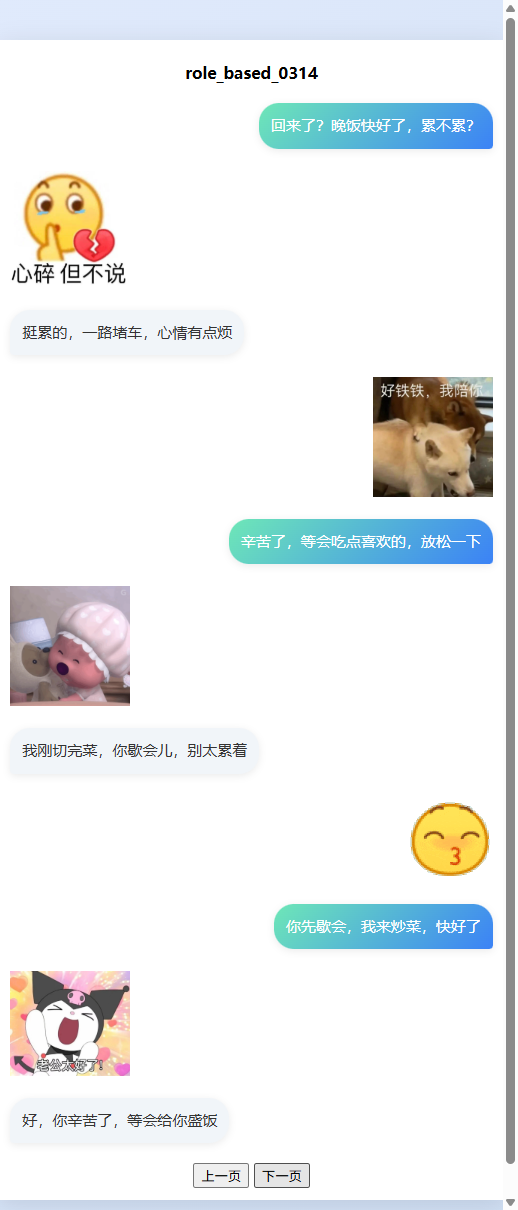 role_based_0314
回来了？晚饭快好了，累不累？
心碎 但不说
挺累的，一路堵车，心情有点烦
好铁铁，我陪你
辛苦了，等会吃点喜欢的，放松一下
我刚切完菜，你歇会儿，别太累着
你先歇会，我来炒菜，快好了
老公太好了！
好，你辛苦了，等会给你盛饭
上一页 下一页